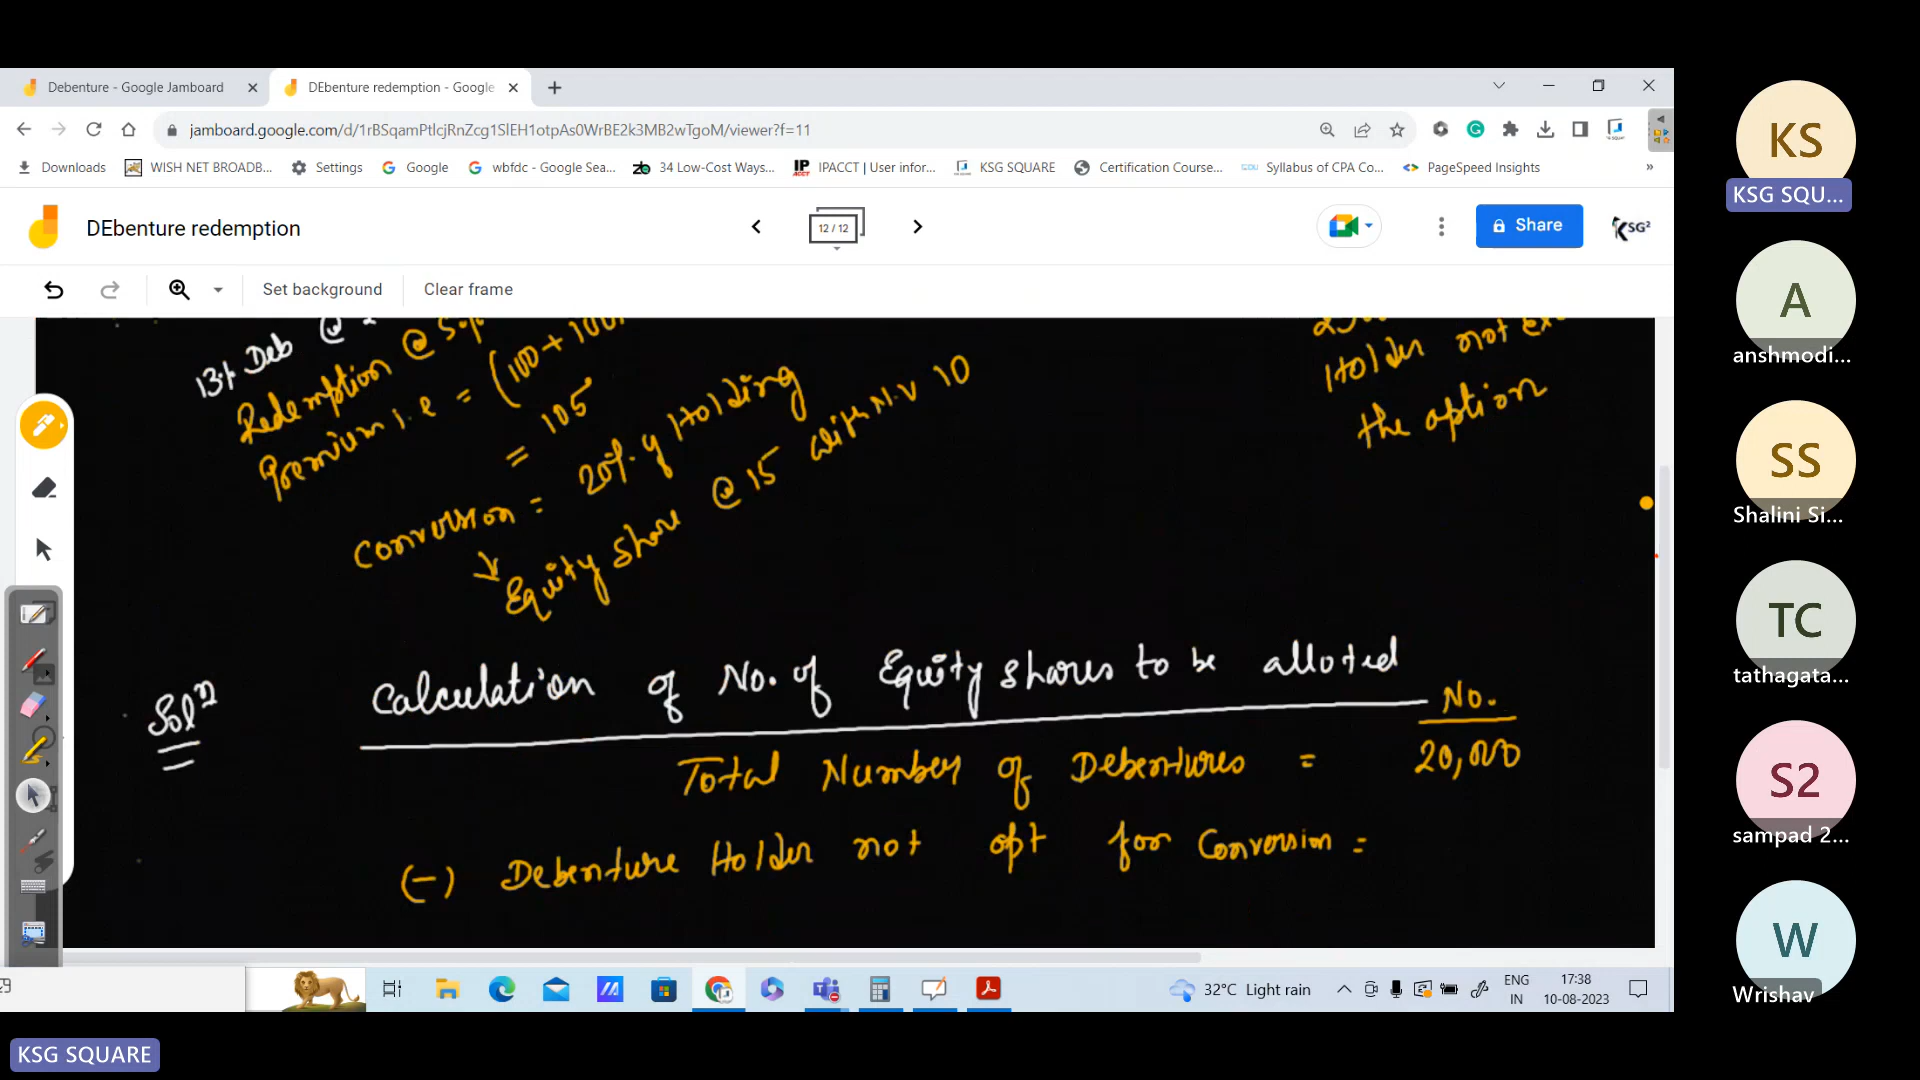 Debenture - Google Jamboard
DEbenture redemption - Google
jamboard.google.com/d/1rBSqamPtlcjRnZcg1SlEH1otpAs0WrBE2k3MB2wTgoM/viewer?f=11
Downloads WISH NET BROADB... Settings Google wbfdc - Google Sea... 34 Low-Cost Ways... IPACCT | User infor... KSG SQUARE Certification Course... Syllabus of CPA Co... PageSpeed Insights »
DEbenture redemption
12 / 12
Share
KSG²
Set background Clear frame
13% Deb @
Redemption @ 5%
Premium i.e = (100 +
= 105
Conversion = 20% of Holding
Equity Share @ 15 with N.V 10
Holder not
the option
Solⁿ
Calculation of No. of Equity shares to be alloted
No.
Total Number of Debentures = 20,000
(-) Debenture Holder not opt for Conversion =
32°C Light rain
ENG
IN
17:38
10-08-2023
KS
KSG SQU...
A
anshmodi...
SS
Shalini Si...
TC
tathagata...
S2
sampad 2...
W
Wrishav
KSG SQUARE